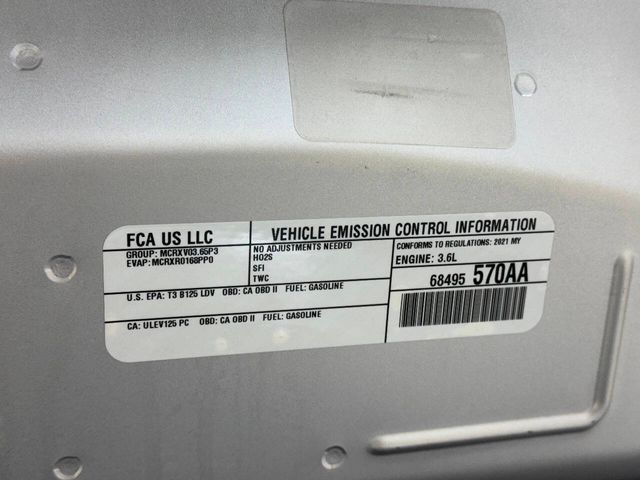 FCA US LLC
GROUP: MCRXV03.65P3
EVAP: MCRXR0168PP0
VEHICLE EMISSION CONTROL INFORMATION
NO ADJUSTMENTS NEEDED
HO2S
SFI
TWC
CONFORMS TO REGULATIONS: 2021 MY
ENGINE: 3.6L
68495 570AA
U.S. EPA: T3 B125 LDV OBD: CA OBD II FUEL: GASOLINE
CA: ULEV125 PC OBD: CA OBD II FUEL: GASOLINE